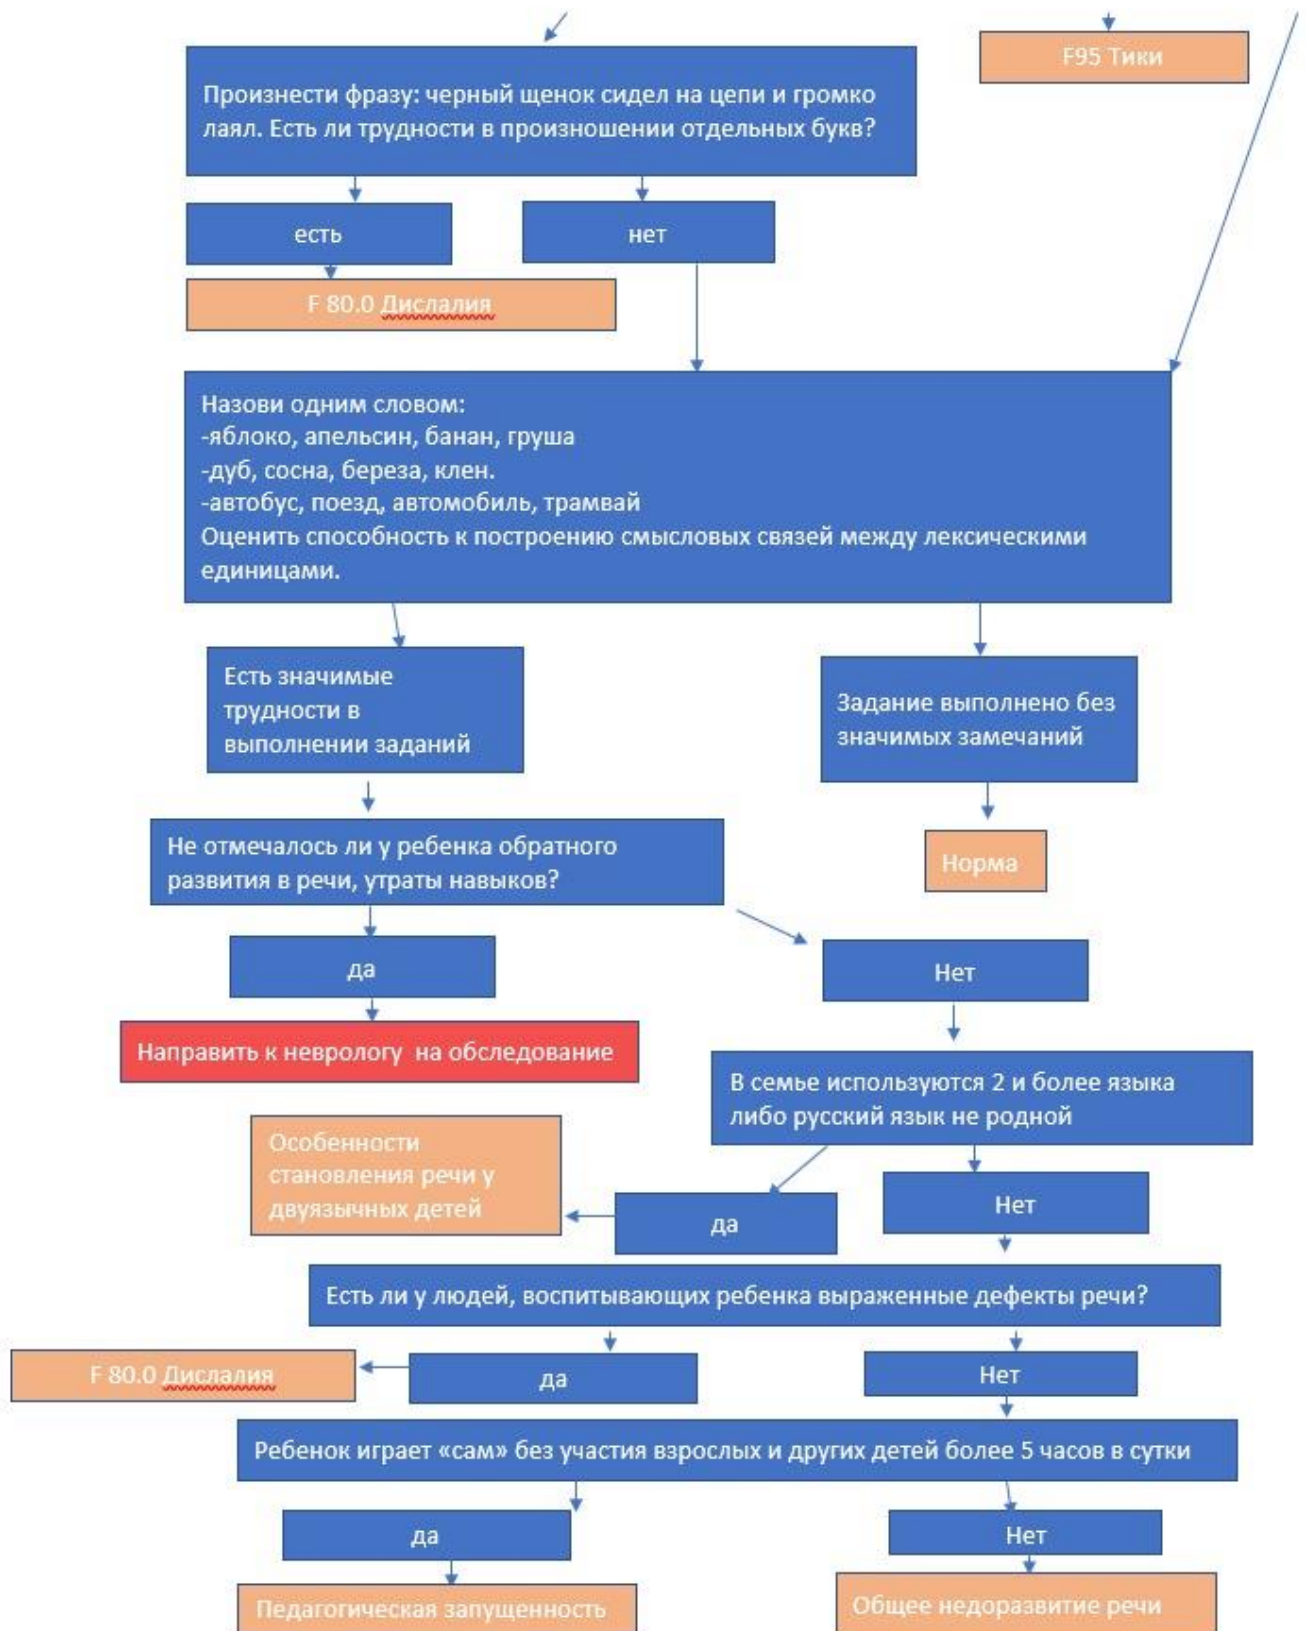 F95 Тики
Произнести фразу: черный щенок сидел на цепи и громко
лаял. Есть ли трудности в произношении отдельных букв?
есть
нет
F 80.0 Дислалия
Назови одним словом:
-яблоко, апельсин, банан, груша
-дуб, сосна, береза, клен.
-автобус, поезд, автомобиль, трамвай
Оценить способность к построению смысловых связей между лексическими
единицами.
Есть значимые
трудности в
выполнении заданий
Задание выполнено без
значимых замечаний
Не отмечалось ли у ребенка обратного
развития в речи, утраты навыков?
Норма
да
Нет
Направить к неврологу на обследование
В семье используются 2 и более языка
либо русский язык не родной
Особенности
становления речи у
двуязычных детей
да
Нет
Есть ли у людей, воспитывающих ребенка выраженные дефекты речи?
F 80.0 Дислалия
да
Нет
Ребенок играет «сам» без участия взрослых и других детей более 5 часов в сутки
да
Нет
Педагогическая запущенность
Общее недоразвитие речи